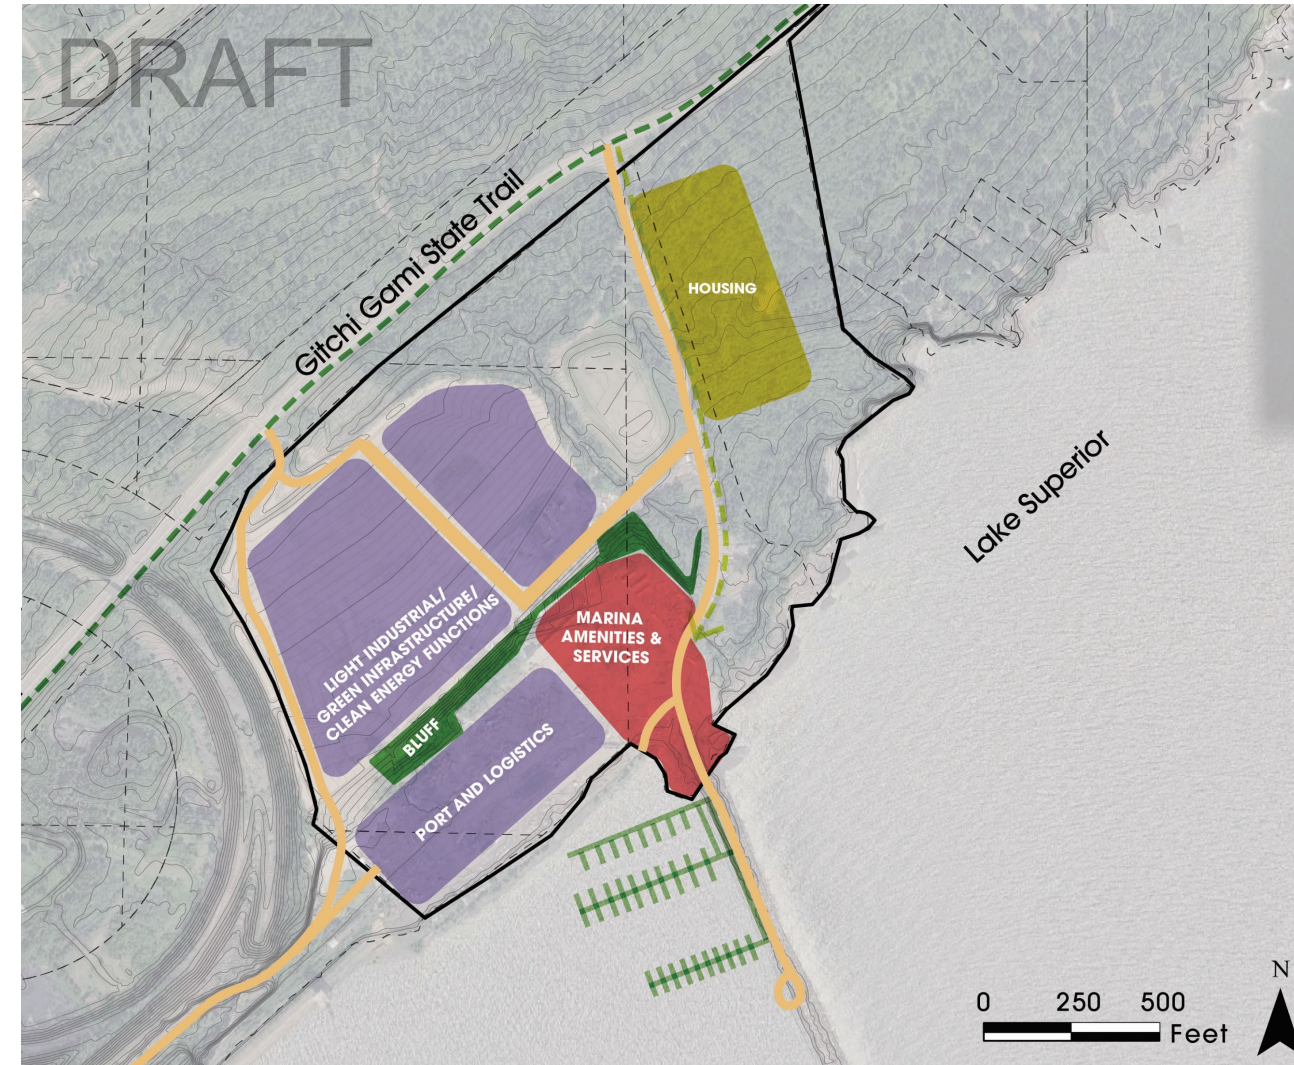 DRAFT
Gitchi Gami State Trail
HOUSING
Lake Superior
LIGHT INDUSTRIAL/
GREEN INFRASTRUCTURE/
CLEAN ENERGY FUNCTIONS
MARINA
AMENITIES &
SERVICES
BLUFF
PORT AND LOGISTICS
N
0 250 500
Feet